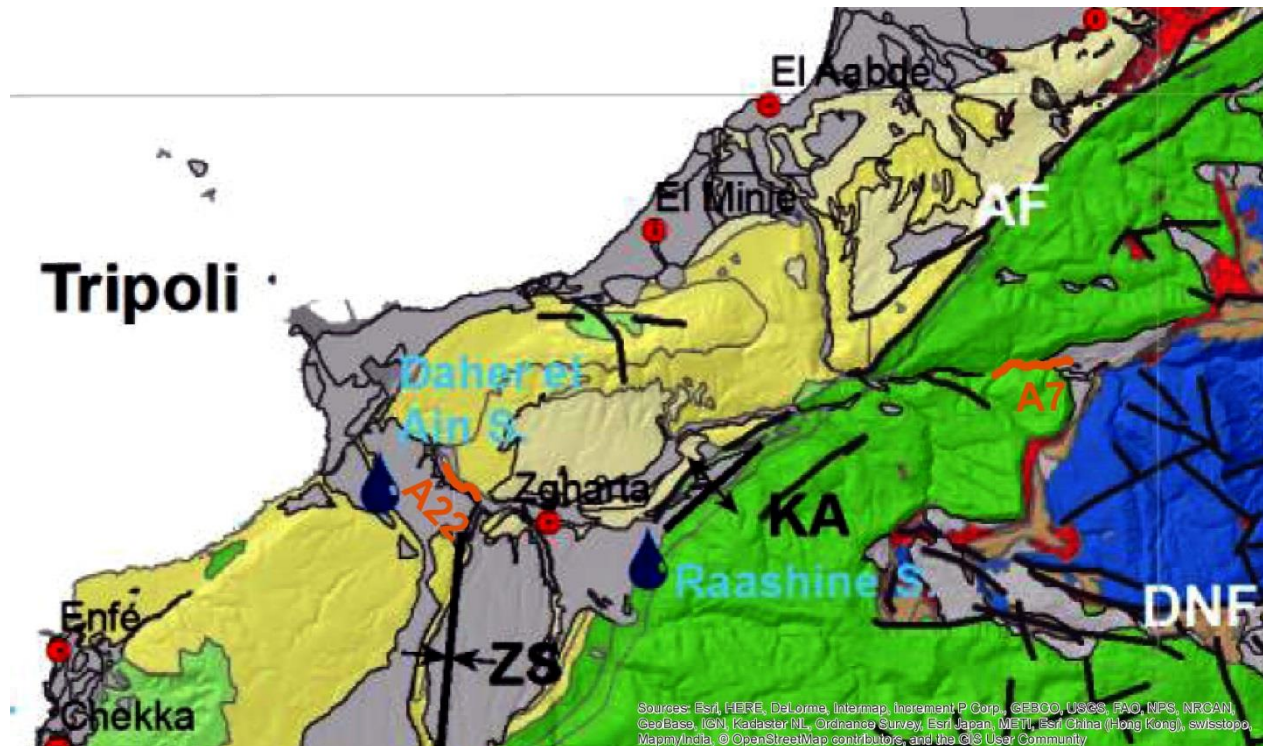 El Aabde
El Minie
AF
Tripoli
Daher el
Ain S.
A7
A22
Zgharta
KA
Raashine S.
DNF
Enfé
ZS
Chekka
Sources: Esri, HERE, DeLorme, Intermap, increment P Corp., GEBCO, USGS, FAO, NPS, NRCAN,
GeoBase, IGN, Kadaster NL, Ordnance Survey, Esri Japan, METI, Esri China (Hong Kong), swisstopo,
MapmyIndia, © OpenStreetMap contributors, and the GIS User Community